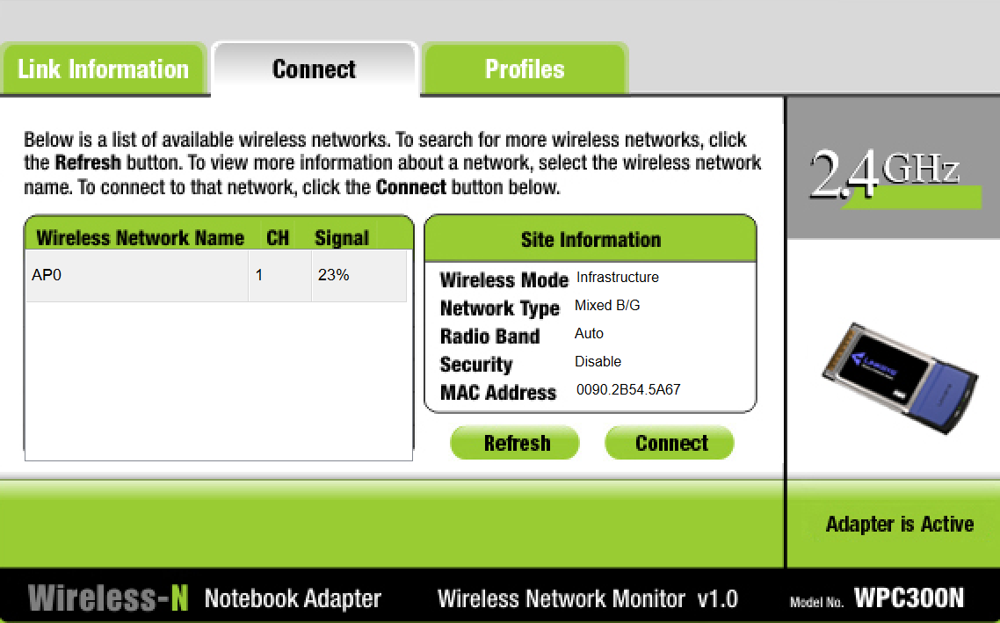 Link Information
Connect
Profiles
Below is a list of available wireless networks. To search for more wireless networks, click
the Refresh button. To view more information about a network, select the wireless network
name. To connect to that network, click the Connect button below.
2.4GHz
Wireless Network Name CH Signal
AP0 1 23%
Site Information
Wireless Mode Infrastructure
Network Type Mixed B/G
Radio Band Auto
Security Disable
MAC Address 0090.2B54.5A67
Refresh
Connect
LINKSYS
Adapter is Active
Wireless-N Notebook Adapter Wireless Network Monitor v1.0 Model No. WPC300N